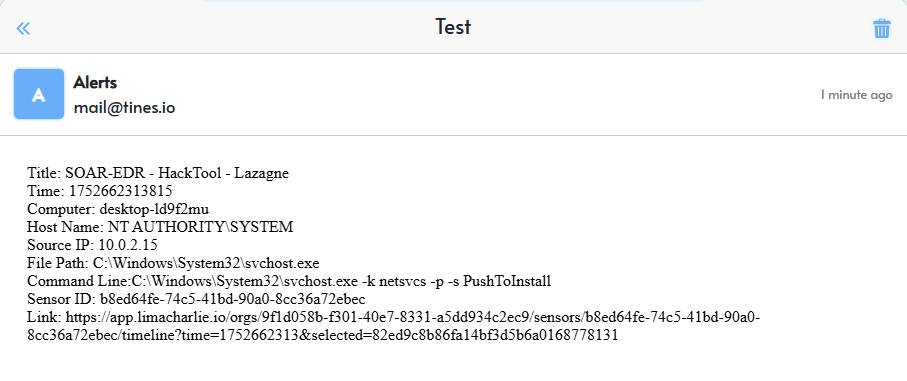 Test
A
Alerts
mail@tines.io
1 minute ago
Title: SOAR-EDR - HackTool - Lazagne
Time: 1752662313815
Computer: desktop-ld9f2mu
Host Name: NT AUTHORITY\SYSTEM
Source IP: 10.0.2.15
File Path: C:\Windows\System32\svchost.exe
Command Line:C:\Windows\System32\svchost.exe -k netsvcs -p -s PushToInstall
Sensor ID: b8ed64fe-74c5-41bd-90a0-8cc36a72ebec
Link: https://app.limacharlie.io/orgs/9f1d058b-f301-40e7-8331-a5dd934c2ec9/sensors/b8ed64fe-74c5-41bd-90a0-
8cc36a72ebec/timeline?time=1752662313&selected=82ed9c8b86fa14bf3d5b6a0168778131